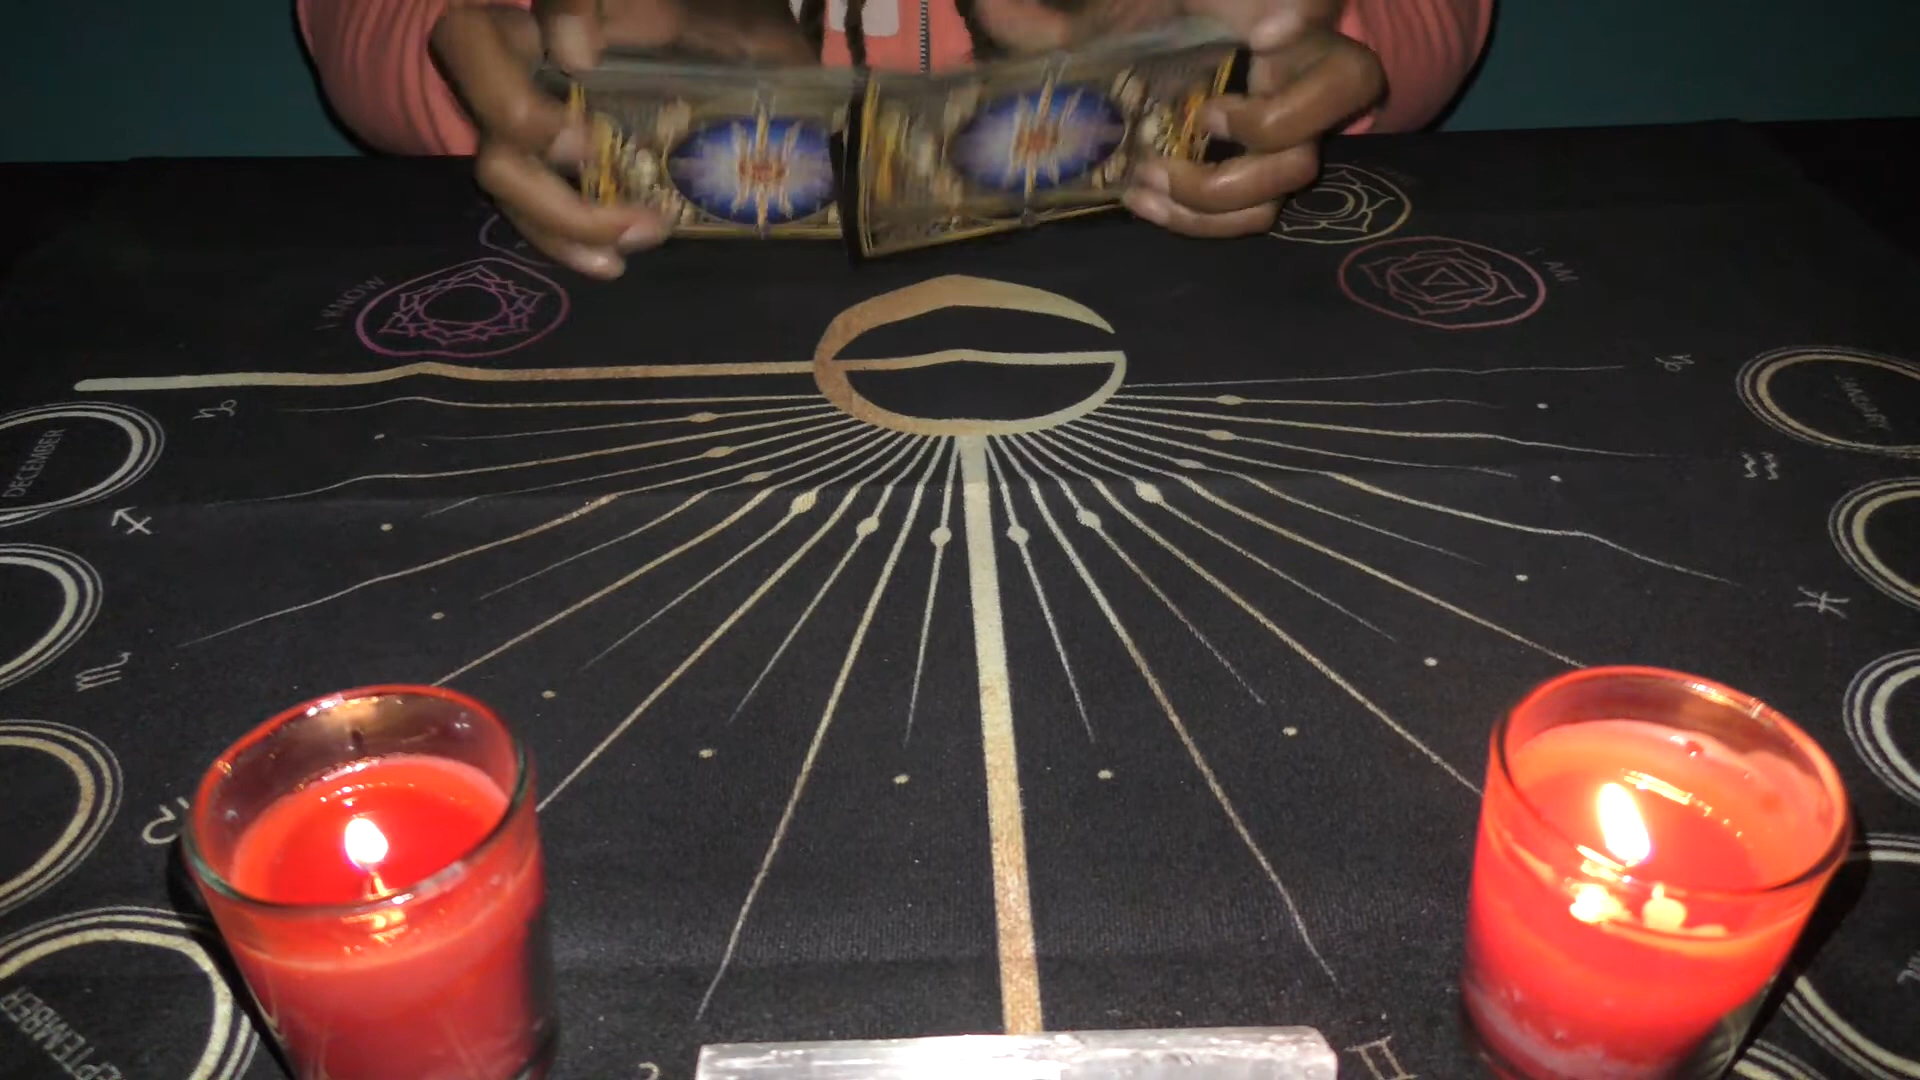 I KNOW
I AM
DECEMBER
JANUARY
SEPTEMBER